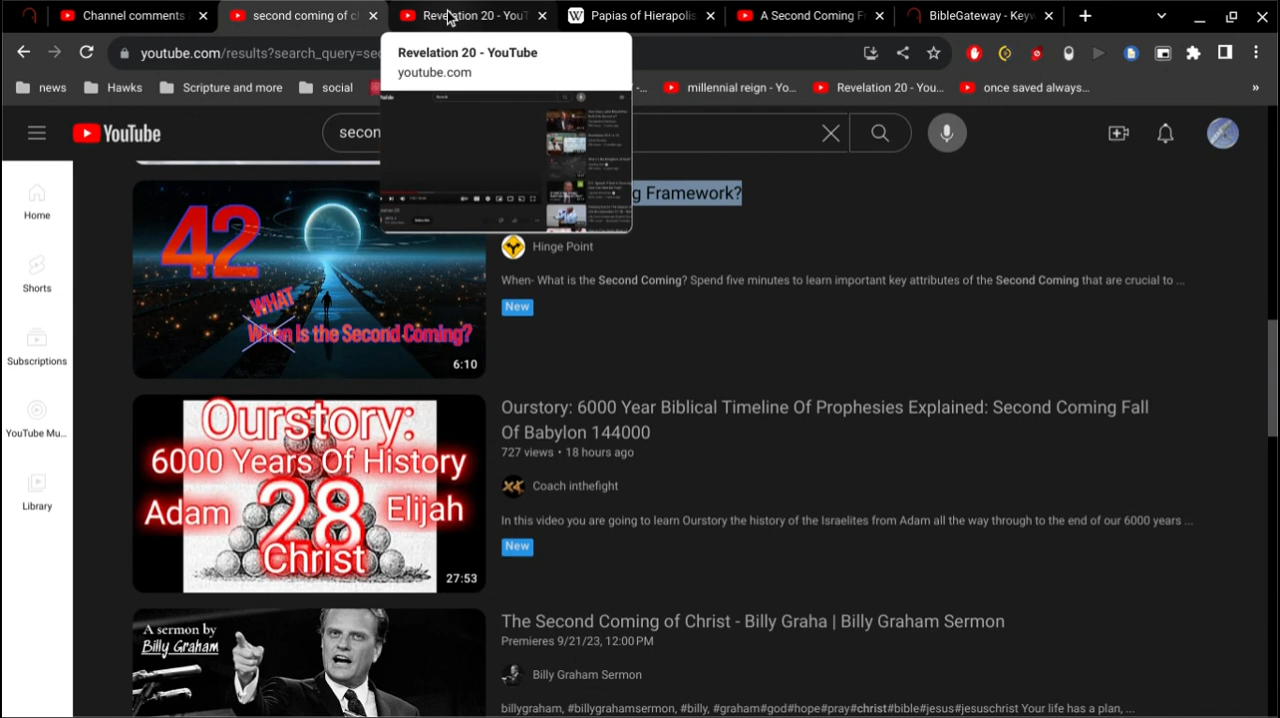 Channel comments
second coming of c
Revelation 20 - YouT
Papias of Hierapolis
A Second Coming F
BibleGateway - Keyw
youtube.com/results?search_query=sec
Revelation 20 - YouTube
youtube.com
news
Hawks
Scripture and more
social
millennial reign - Yo...
Revelation 20 - You...
once saved always...
»
YouTube
secon
Home
Shorts
Subscriptions
YouTube Mu...
Library
42
WHAT
When Is the Second Coming?
6:10
g Framework?
Hinge Point
When- What is the Second Coming? Spend five minutes to learn important key attributes of the Second Coming that are crucial to ...
New
Ourstory:
6000 Years Of History
Adam 28 Elijah
Christ
27:53
Ourstory: 6000 Year Biblical Timeline Of Prophesies Explained: Second Coming Fall
Of Babylon 144000
727 views • 18 hours ago
Coach inthefight
In this video you are going to learn Ourstory the history of the Israelites from Adam all the way through to the end of our 6000 years ...
New
A sermon by
Billy Graham
The Second Coming of Christ - Billy Graha | Billy Graham Sermon
Premieres 9/21/23, 12:00 PM
Billy Graham Sermon
billygraham, #billygrahamsermon, #billy, #graham#god#hope#pray#christ#bible#jesus#jesuschrist Your life has a plan, ...